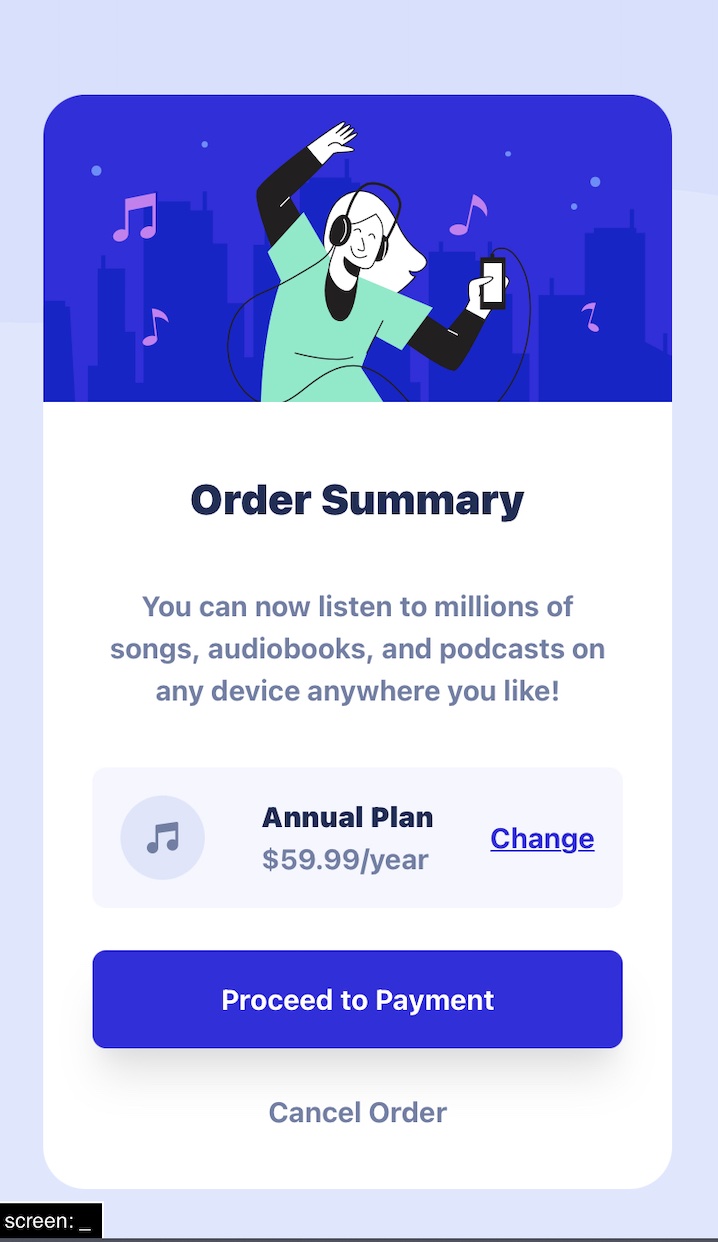 Order Summary
You can now listen to millions of
songs, audiobooks, and podcasts on
any device anywhere you like!
Annual Plan
$59.99/year
Change
Proceed to Payment
Cancel Order
screen: _